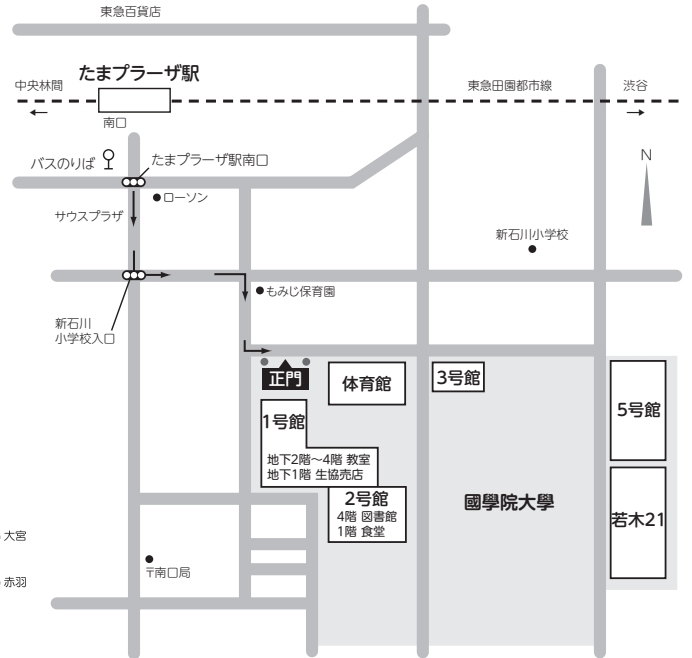 東急百貨店
たまプラーザ駅
中央林間
東急田園都市線
渋谷
南口
N
バスのりば
たまプラーザ駅南口
ローソン
サウスプラザ
新石川小学校
もみじ保育園
新石川
小学校入口
正門
体育館
3号館
5号館
1号館
地下2階〜4階 教室
地下1階 生協売店
2号館
4階 図書館
1階 食堂
國學院大學
若木21
大宮
〒南口局
赤羽